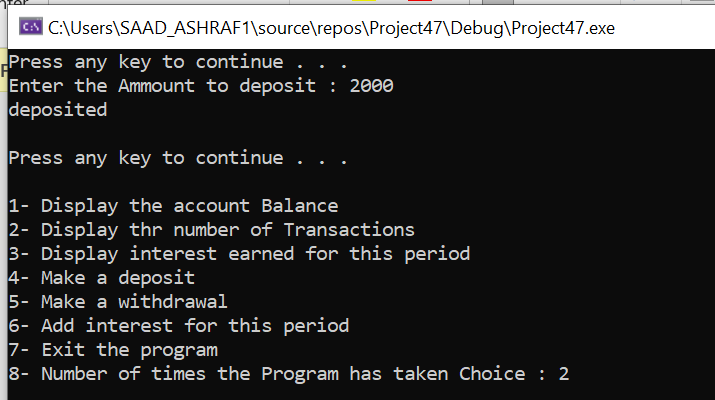 C:\Users\SAAD_ASHRAF1\source\repos\Project47\Debug\Project47.exe
Press any key to continue . . .
Enter the Ammount to deposit : 2000
deposited
Press any key to continue . . .
1- Display the account Balance
2- Display thr number of Transactions
3- Display interest earned for this period
4- Make a deposit
5- Make a withdrawal
6- Add interest for this period
7- Exit the program
8- Number of times the Program has taken Choice : 2